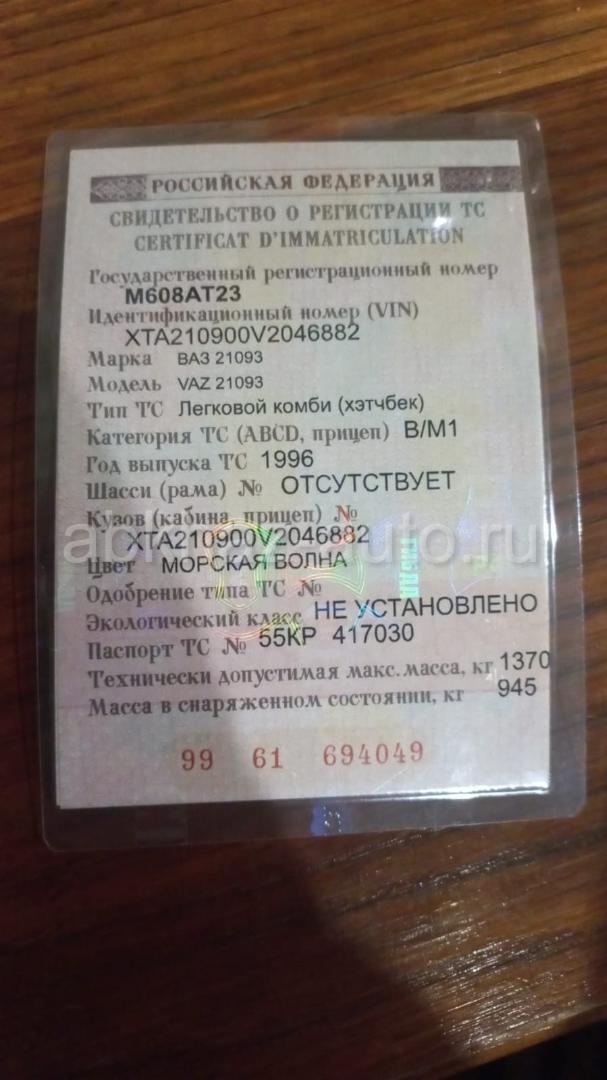 РОССИЙСКАЯ ФЕДЕРАЦИЯ
СВИДЕТЕЛЬСТВО О РЕГИСТРАЦИИ ТС
CERTIFICAT D'IMMATRICULATION
Государственный регистрационный номер
М608АТ23
Идентификационный номер (VIN)
XTA210900V2046882
Марка ВАЗ 21093
Модель VAZ 21093
Тип ТС Легковой комби (хэтчбек)
Категория ТС (ABCD, прицеп) B/M1
Год выпуска ТС 1996
Шасси (рама) № ОТСУТСТВУЕТ
Кузов (кабина, прицеп) №
XTA210900V2046882
Цвет МОРСКАЯ ВОЛНА
Одобрение типа ТС №
Экологический класс НЕ УСТАНОВЛЕНО
Паспорт ТС № 55КР 417030
Технически допустимая макс. масса, кг 1370
Масса в снаряженном состоянии, кг 945
99 61 694049